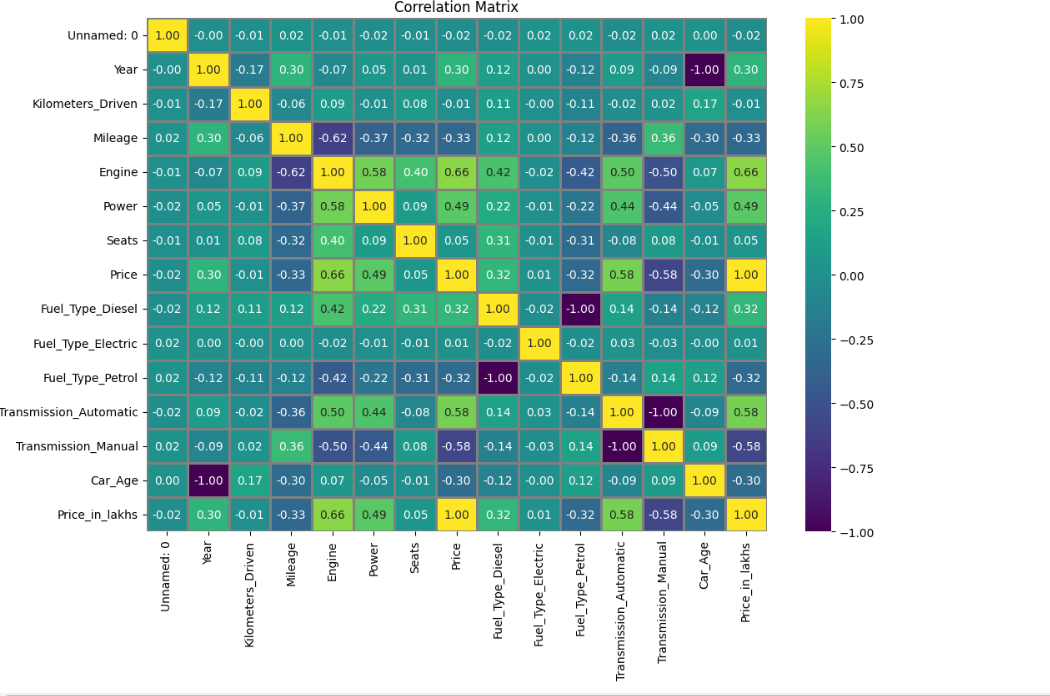 Correlation Matrix
Unnamed: 0 1.00 -0.00 -0.01 0.02 -0.01 -0.02 -0.01 -0.02 -0.02 0.02 0.02 -0.02 0.02 0.00 -0.02
Year -0.00 1.00 -0.17 0.30 -0.07 0.05 0.01 0.30 0.12 0.00 -0.12 0.09 -0.09 -1.00 0.30
Kilometers_Driven -0.01 -0.17 1.00 -0.06 0.09 -0.01 0.08 -0.01 0.11 -0.00 -0.11 -0.02 0.02 0.17 -0.01
Mileage 0.02 0.30 -0.06 1.00 -0.62 -0.37 -0.32 -0.33 0.12 0.00 -0.12 -0.36 0.36 -0.30 -0.33
Engine -0.01 -0.07 0.09 -0.62 1.00 0.58 0.40 0.66 0.42 -0.02 -0.42 0.50 -0.50 0.07 0.66
Power -0.02 0.05 -0.01 -0.37 0.58 1.00 0.09 0.49 0.22 -0.01 -0.22 0.44 -0.44 -0.05 0.49
Seats -0.01 0.01 0.08 -0.32 0.40 0.09 1.00 0.05 0.31 -0.01 -0.31 -0.08 0.08 -0.01 0.05
Price -0.02 0.30 -0.01 -0.33 0.66 0.49 0.05 1.00 0.32 0.01 -0.32 0.58 -0.58 -0.30 1.00
Fuel_Type_Diesel -0.02 0.12 0.11 0.12 0.42 0.22 0.31 0.32 1.00 -0.02 -1.00 0.14 -0.14 -0.12 0.32
Fuel_Type_Electric 0.02 0.00 -0.00 0.00 -0.02 -0.01 -0.01 0.01 -0.02 1.00 -0.02 0.03 -0.03 -0.00 0.01
Fuel_Type_Petrol 0.02 -0.12 -0.11 -0.12 -0.42 -0.22 -0.31 -0.32 -1.00 -0.02 1.00 -0.14 0.14 0.12 -0.32
Transmission_Automatic -0.02 0.09 -0.02 -0.36 0.50 0.44 -0.08 0.58 0.14 0.03 -0.14 1.00 -1.00 -0.09 0.58
Transmission_Manual 0.02 -0.09 0.02 0.36 -0.50 -0.44 0.08 -0.58 -0.14 -0.03 0.14 -1.00 1.00 0.09 -0.58
Car_Age 0.00 -1.00 0.17 -0.30 0.07 -0.05 -0.01 -0.30 -0.12 -0.00 0.12 -0.09 0.09 1.00 -0.30
Price_in_lakhs -0.02 0.30 -0.01 -0.33 0.66 0.49 0.05 1.00 0.32 0.01 -0.32 0.58 -0.58 -0.30 1.00
Unnamed: 0
Year
Kilometers_Driven
Mileage
Engine
Power
Seats
Price
Fuel_Type_Diesel
Fuel_Type_Electric
Fuel_Type_Petrol
Transmission_Automatic
Transmission_Manual
Car_Age
Price_in_lakhs
1.00
0.75
0.50
0.25
0.00
−0.25
−0.50
−0.75
−1.00